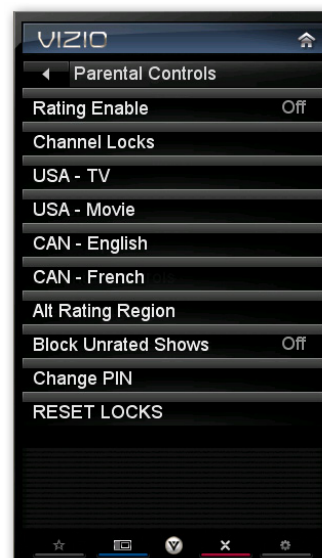 VIZIO
Parental Controls
Rating Enable Off
Channel Locks
USA - TV
USA - Movie
CAN - English
CAN - French
Alt Rating Region
Block Unrated Shows Off
Change PIN
RESET LOCKS
V